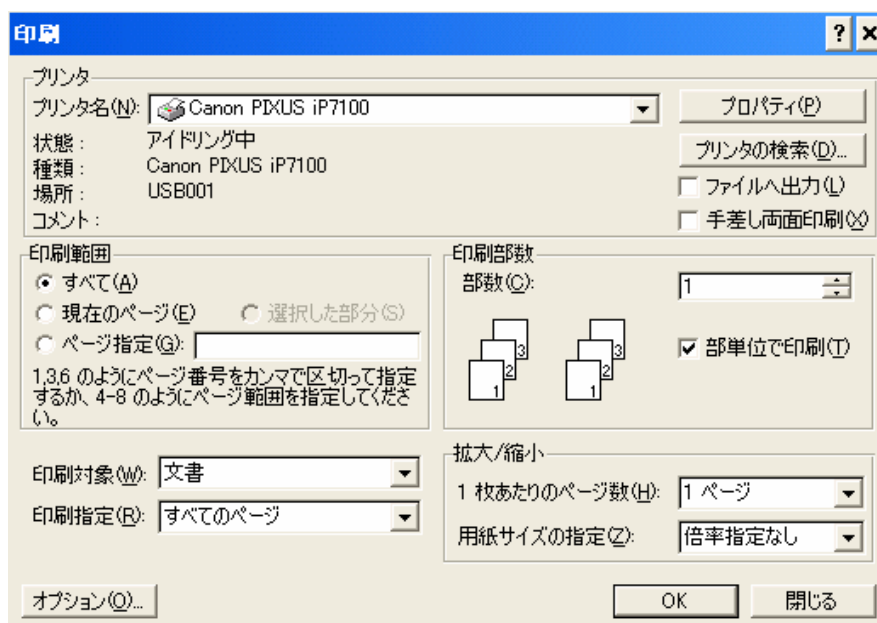 印刷
プリンタ
プリンタ名(N): Canon PIXUS iP7100 プロパティ(P)
状態: アイドリング中 プリンタの検索(D)...
種類: Canon PIXUS iP7100
場所: USB001 ファイルへ出力(L)
コメント: 手差し両面印刷(X)
印刷範囲
すべて(A)
現在のページ(E) 選択した部分(S)
ページ指定(G):
1,3,6 のようにページ番号をカンマで区切って指定
するか、4-8 のようにページ範囲を指定してくださ
い。
印刷部数
部数(C): 1
部単位で印刷(T)
1 2 3 1 2 3
印刷対象(W): 文書
印刷指定(R): すべてのページ
拡大/縮小
1 枚あたりのページ数(H): 1 ページ
用紙サイズの指定(Z): 倍率指定なし
オプション(O)... OK 閉じる